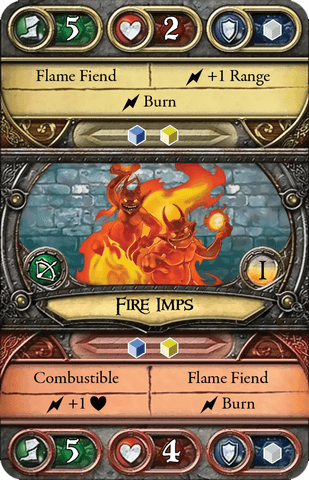 5 2
Flame Fiend +1 Range
Burn
I
FIRE IMPS
Combustible Flame Fiend
+1 Burn
5 4